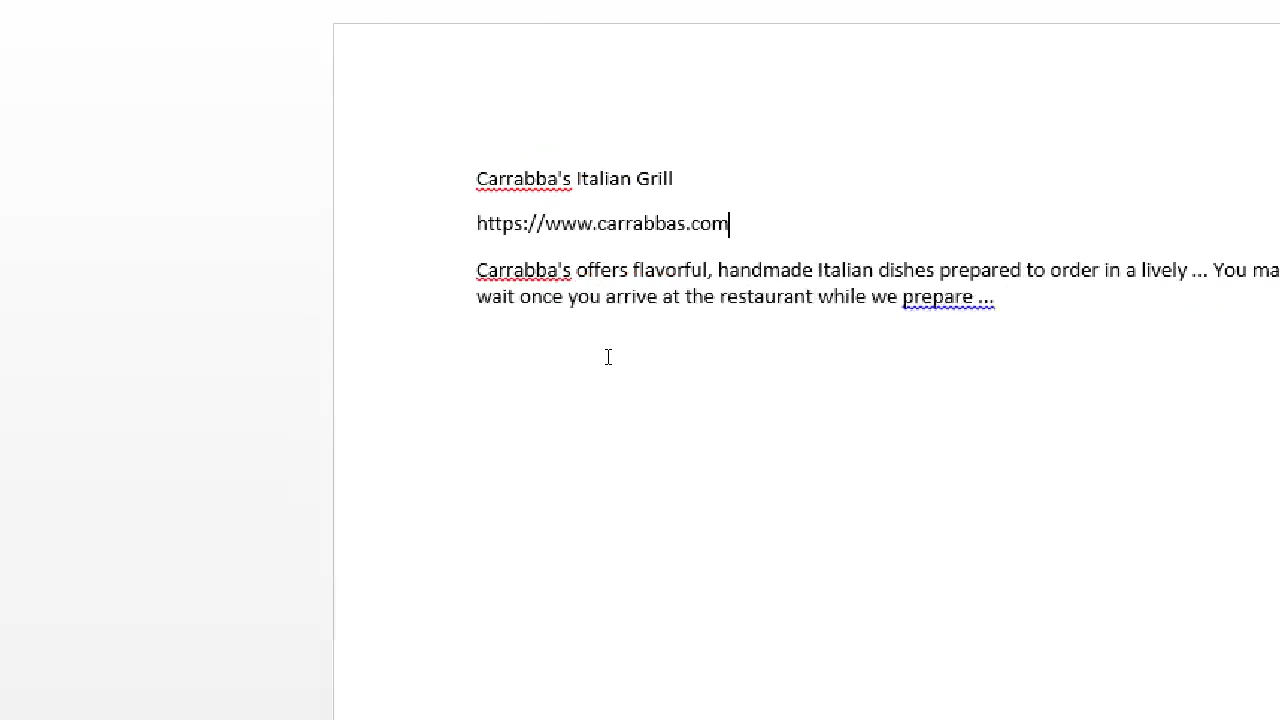 Carrabba's Italian Grill
https://www.carrabbas.com
Carrabba's offers flavorful, handmade Italian dishes prepared to order in a lively ... You
wait once you arrive at the restaurant while we prepare ...